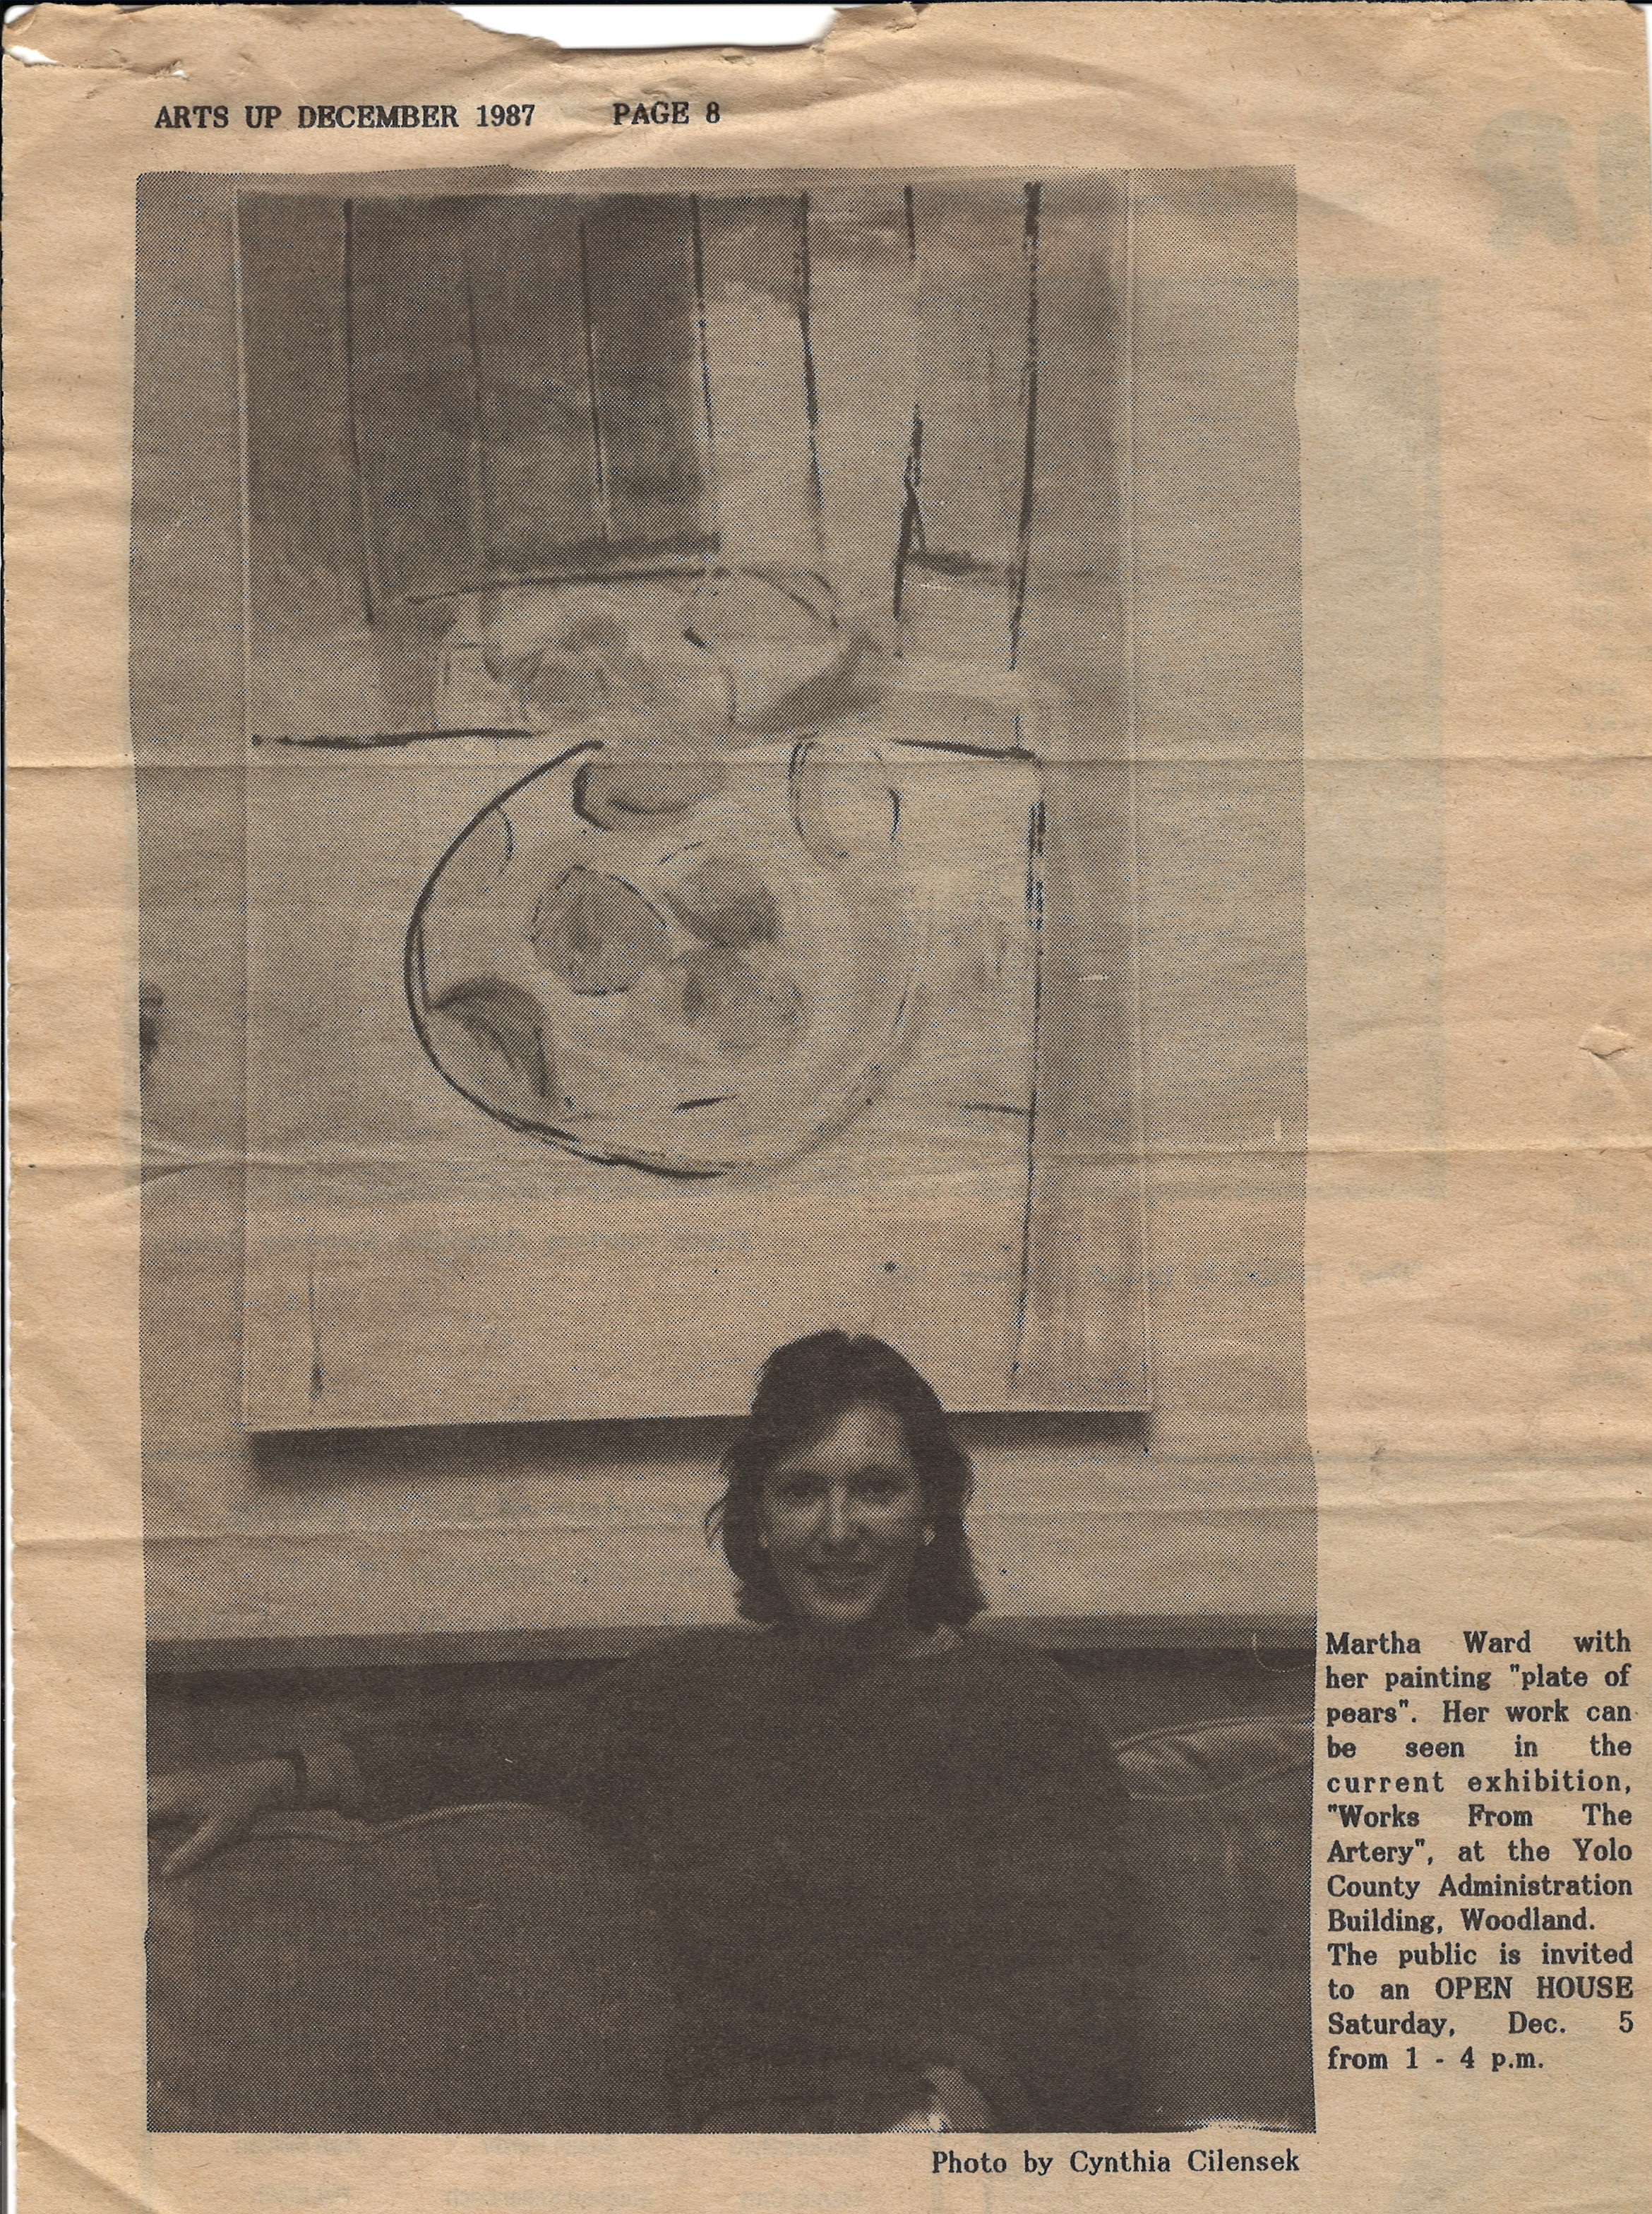 ARTS UP DECEMBER 1987 PAGE 8
Martha Ward with
her painting "plate of
pears". Her work can
be seen in the
current exhibition,
"Works From The
Artery", at the Yolo
County Administration
Building, Woodland.
The public is invited
to an OPEN HOUSE
Saturday, Dec. 5
from 1 - 4 p.m.
Photo by Cynthia Cilensek